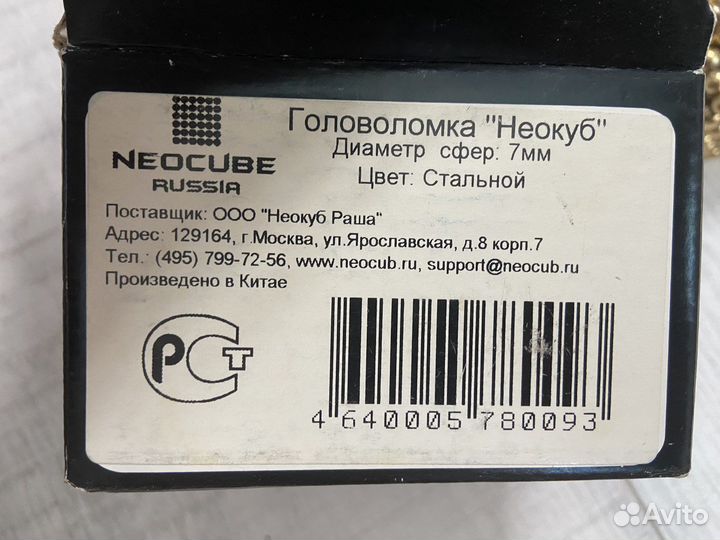 Головоломка "Неокуб"
Диаметр сфер: 7мм
Цвет: Стальной
NEOCUBE
RUSSIA
Поставщик: ООО "Неокуб Раша"
Адрес: 129164, г.Москва, ул.Ярославская, д.8 корп.7
Тел.: (495) 799-72-56, www.neocub.ru, support@neocub.ru
Произведено в Китае
РСТ
4 640005 780093
Avito